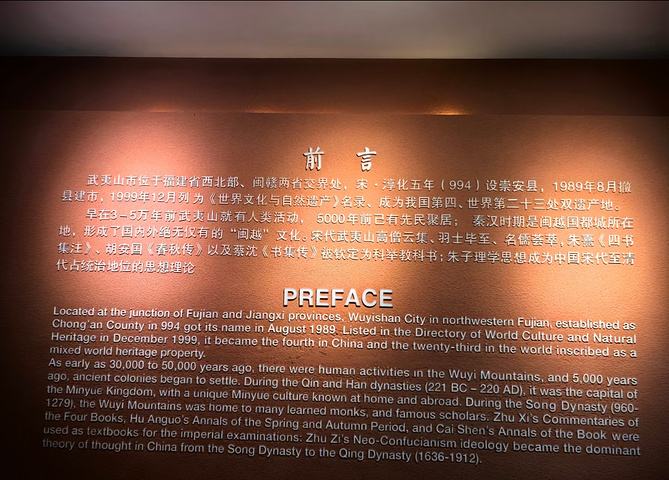 前 言
武夷山市位于福建省西北部、闽赣两省交界处，宋·淳化五年（994）设崇安县，1989年8月撤
县建市，1999年12月列为《世界文化与自然遗产》名录、成为我国第四、世界第二十三处双遗产地。
早在3-5万年前武夷山就有人类活动，5000年前已有先民聚居；秦汉时期是闽越国都城所在
地，形成了国内外绝无仅有的“闽越”文化。宋代武夷山高僧云集、羽士毕至、名儒荟萃，朱熹《四书
集注》、胡安国《春秋传》以及蔡沈《书集传》被钦定为科举教科书；朱子理学思想成为中国宋代至清
代占统治地位的思想理论
PREFACE
Located at the junction of Fujian and Jiangxi provinces, Wuyishan City in northwestern Fujian, established as
Chong'an County in 994 got its name in August 1989. Listed in the Directory of World Culture and Natural
Heritage in December 1999, it became the fourth in China and the twenty-third in the world inscribed as a
mixed world heritage property.
As early as 30,000 to 50,000 years ago, there were human activities in the Wuyi Mountains, and 5,000 years
ago, ancient colonies began to settle. During the Qin and Han dynasties (221 BC – 220 AD), it was the capital of
the Minyue Kingdom, with a unique Minyue culture known at home and abroad. During the Song Dynasty (960-
1279), the Wuyi Mountains was home to many learned monks, and famous scholars. Zhu Xi's Commentaries of
the Four Books, Hu Anguo's Annals of the Spring and Autumn Period, and Cai Shen's Annals of the Book were
used as textbooks for the imperial examinations: Zhu Zi's Neo-Confucianism ideology became the dominant
theory of thought in China from the Song Dynasty to the Qing Dynasty (1636-1912).